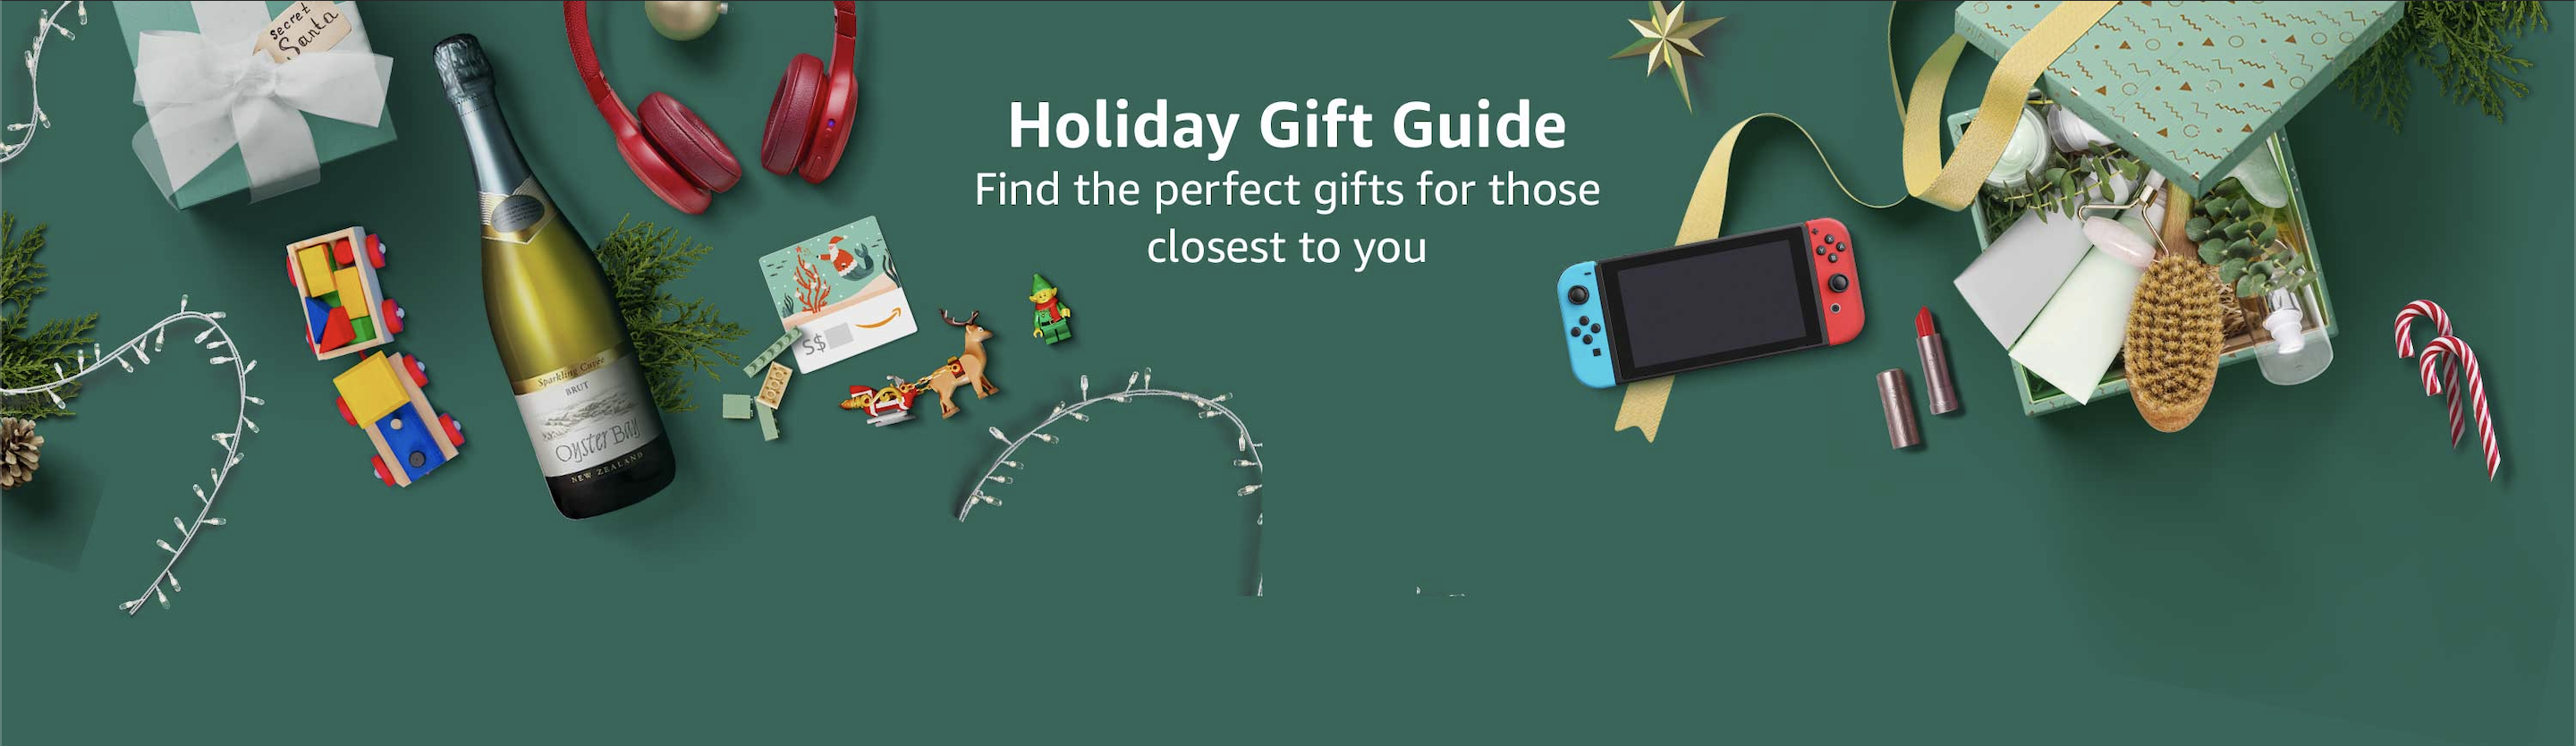 secret
Santa
Holiday Gift Guide
Find the perfect gifts for those
closest to you
S$
Sparkling Cuvée
BRUT
Oyster Bay
NEW ZEALAND